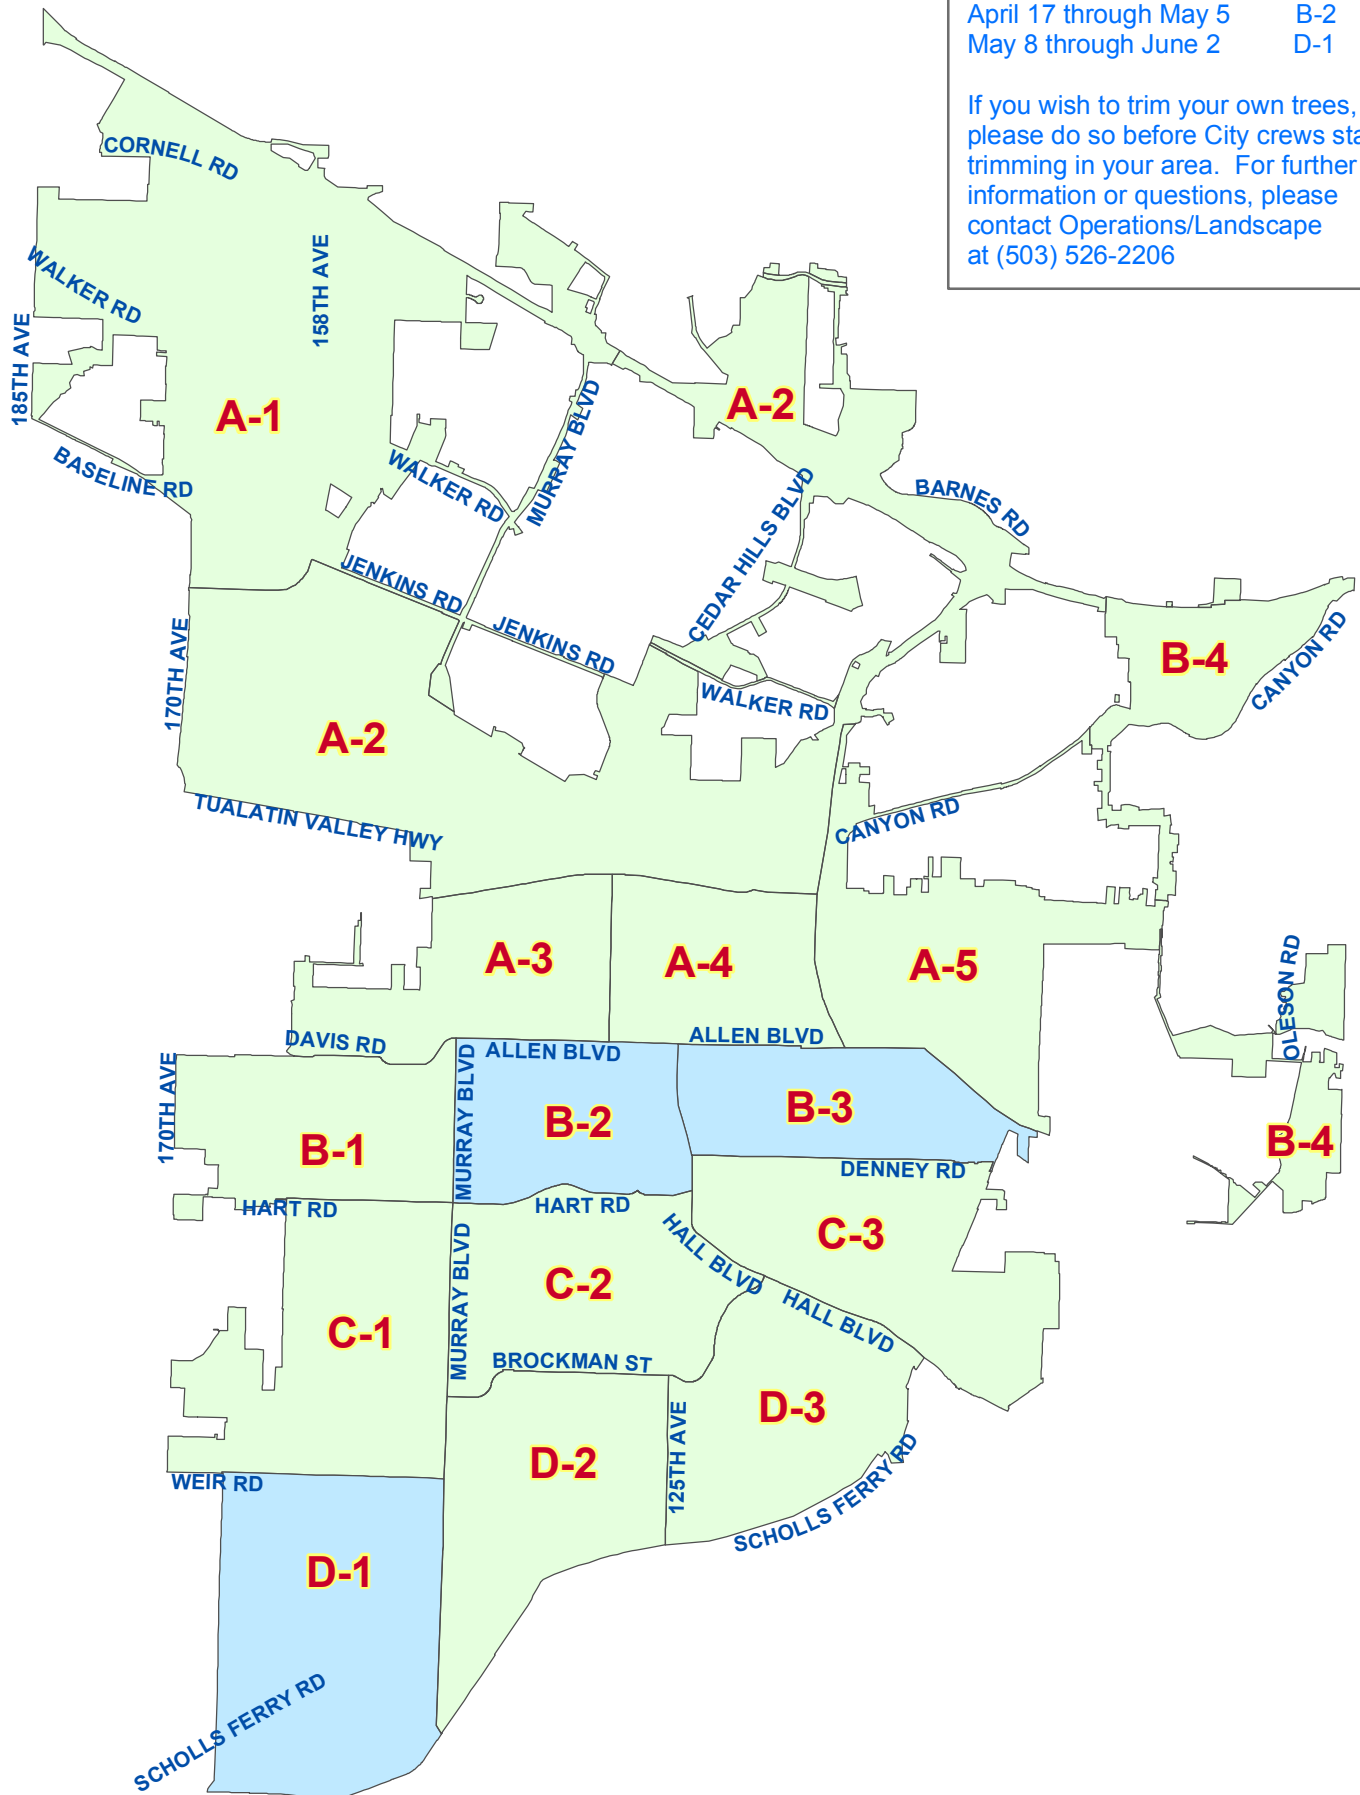 April 17 through May 5 B-2
May 8 through June 2 D-1
If you wish to trim your own trees,
please do so before City crews sta
trimming in your area. For further
information or questions, please
contact Operations/Landscape
at (503) 526-2206
CORNELL RD
WALKER RD
158TH AVE
185TH AVE
A-1
BASELINE RD
WALKER RD
MURRAY BLVD
A-2
CEDAR HILLS BLVD
BARNES RD
JENKINS RD
JENKINS RD
170TH AVE
A-2
WALKER RD
B-4
CANYON RD
TUALATIN VALLEY HWY
CANYON RD
A-3
A-4
A-5
OLESON RD
DAVIS RD
ALLEN BLVD
ALLEN BLVD
170TH AVE
MURRAY BLVD
B-1
B-2
B-3
B-4
DENNEY RD
HART RD
HART RD
HALL BLVD
C-3
MURRAY BLVD
C-2
HALL BLVD
C-1
BROCKMAN ST
D-3
125TH AVE
D-2
WEIR RD
SCHOLLS FERRY RD
D-1
SCHOLLS FERRY RD